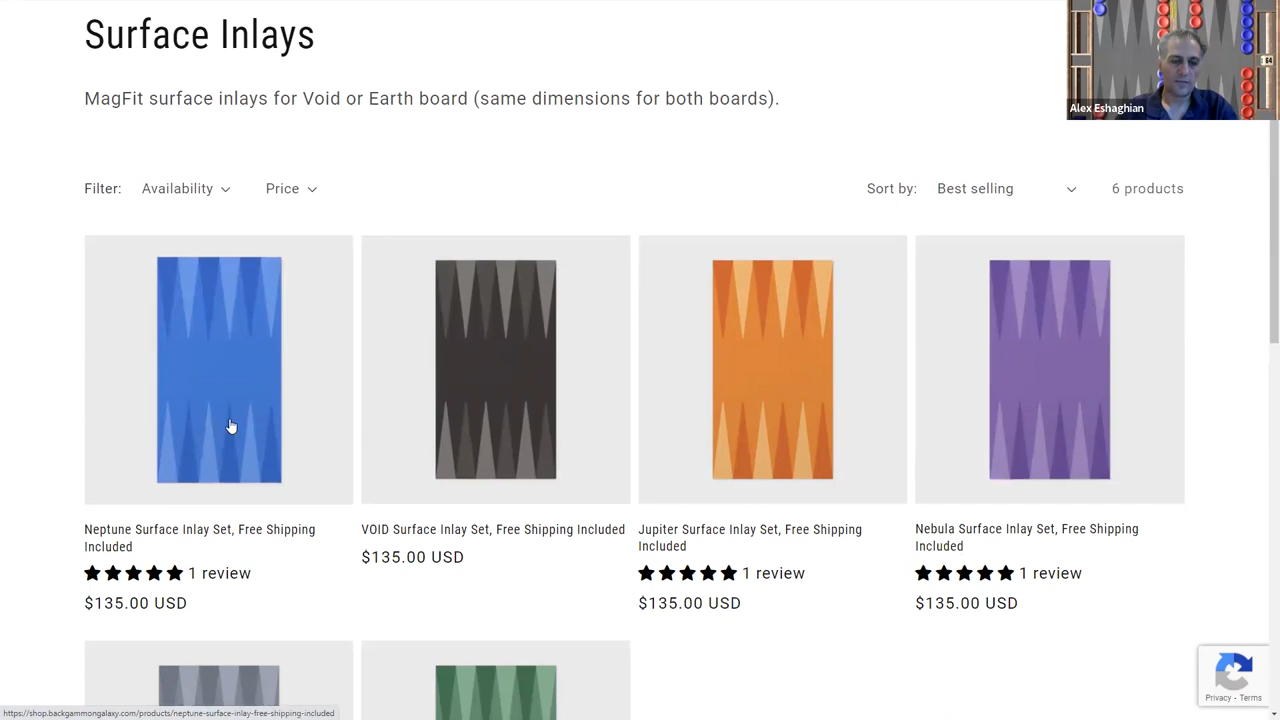 Surface Inlays
MagFit surface inlays for Void or Earth board (same dimensions for both boards).
64
Alex Eshaghian
Filter: Availability Price
Sort by: Best selling 6 products
Neptune Surface Inlay Set, Free Shipping
Included
1 review
$135.00 USD
VOID Surface Inlay Set, Free Shipping Included
$135.00 USD
Jupiter Surface Inlay Set, Free Shipping
Included
1 review
$135.00 USD
Nebula Surface Inlay Set, Free Shipping
Included
1 review
$135.00 USD
Privacy - Terms
https://shop.backgammongalaxy.com/products/neptune-surface-inlay-free-shipping-included